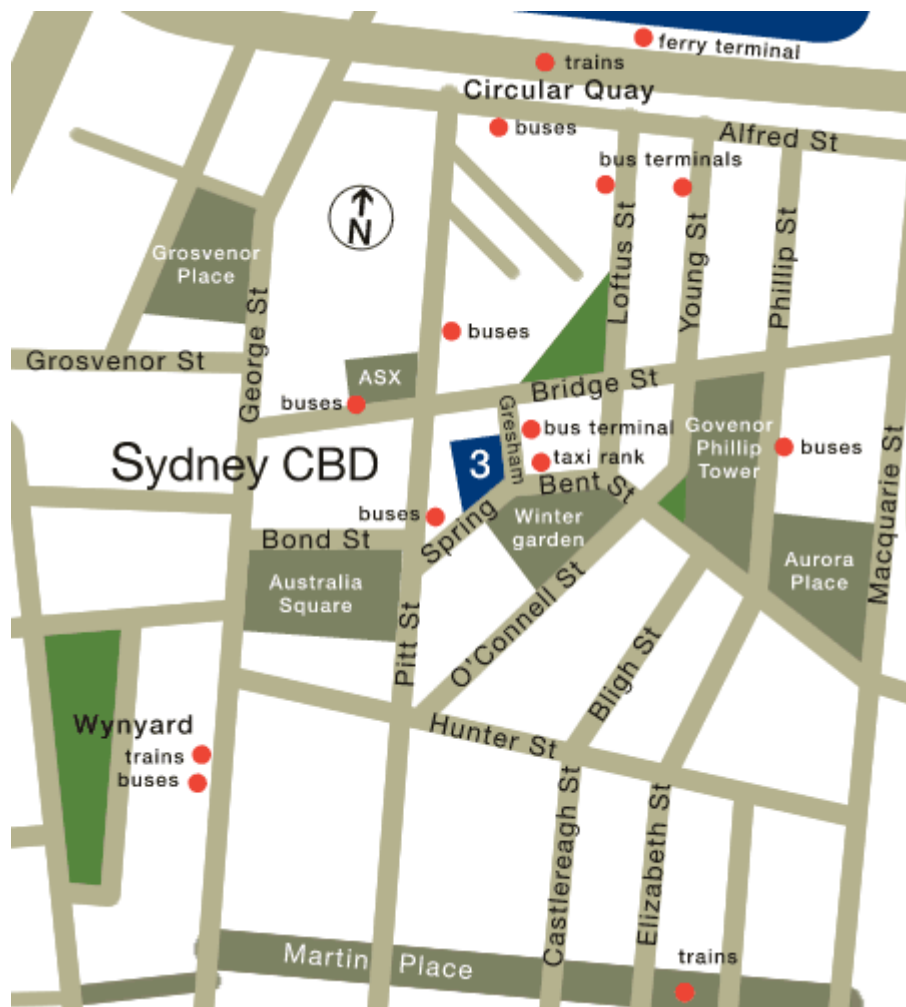 ferry terminal
trains
Circular Quay
buses
Alfred St
bus terminals
N
Grosvenor
Place
Loftus St
Young St
Phillip St
George St
buses
Grosvenor St
ASX
Bridge St
buses
Gresham
bus terminal
Govenor
Phillip
Tower
buses
Sydney CBD
3
taxi rank
Bent St
Macquarie St
buses
Spring
Winter
garden
Bond St
Australia
Square
Aurora
Place
Pitt St
O'Connell St
Bligh St
Wynyard
trains
buses
Hunter St
Castlereagh St
Elizabeth St
Martin Place
trains